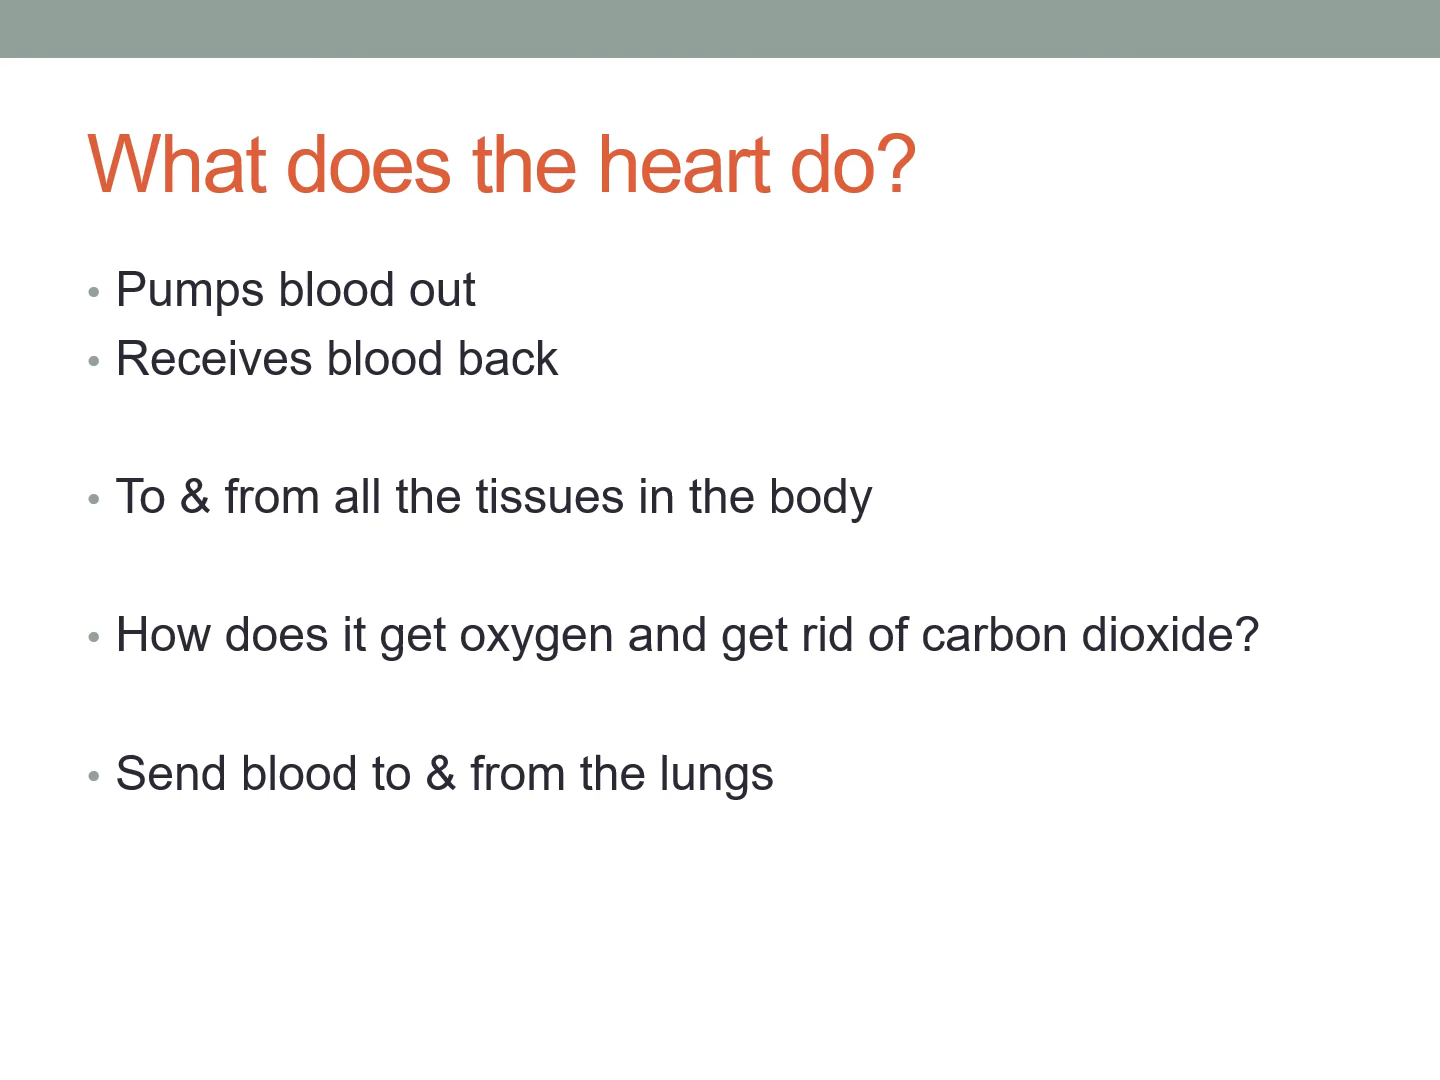 What does the heart do?
• Pumps blood out
• Receives blood back
• To & from all the tissues in the body
• How does it get oxygen and get rid of carbon dioxide?
• Send blood to & from the lungs